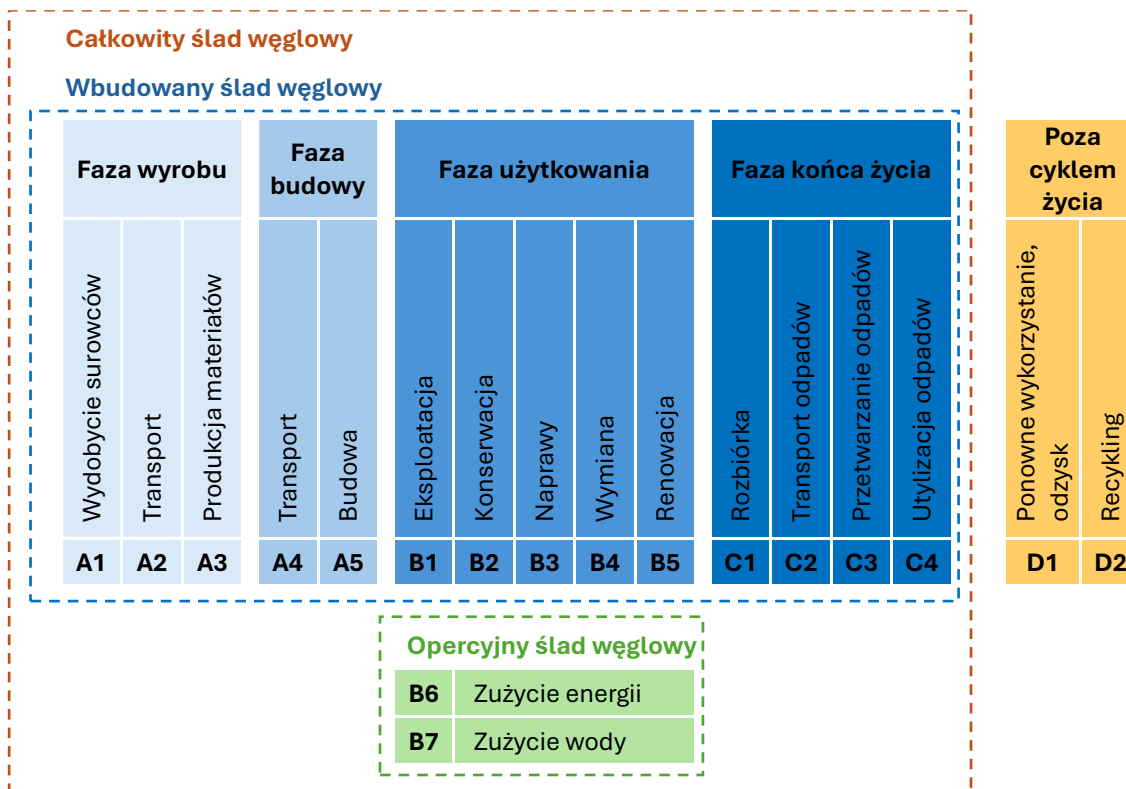 Całkowity ślad węglowy
Wbudowany ślad węglowy
Faza wyrobu
Faza
budowy
Faza użytkowania
Faza końca życia
Poza
cyklem
życia
Wydobycie surowców
Transport
Produkcja materiałów
Transport
Budowa
Eksploatacja
Konserwacja
Naprawy
Wymiana
Renowacja
Rozbiórka
Transport odpadów
Przetwarzanie odpadów
Utylizacja odpadów
Ponowne wykorzystanie,
odzysk
Recykling
A1 A2 A3 A4 A5 B1 B2 B3 B4 B5 C1 C2 C3 C4 D1 D2
Opercyjny ślad węglowy
B6 Zużycie energii
B7 Zużycie wody